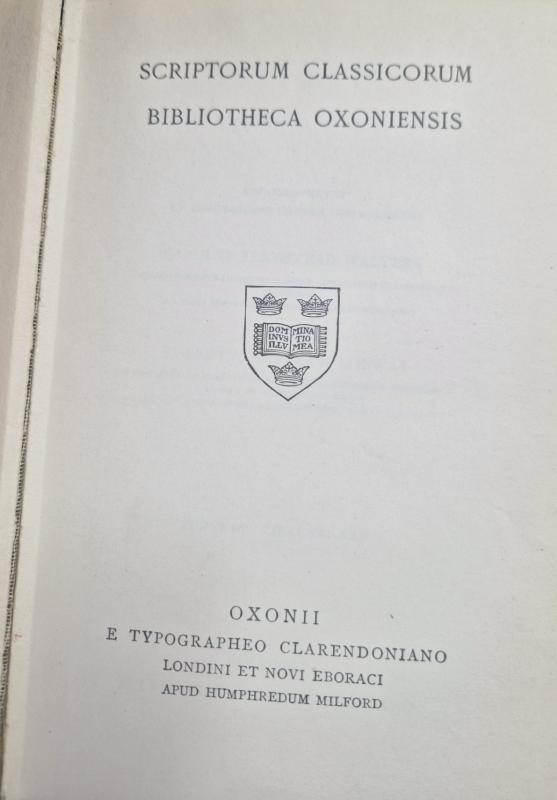 SCRIPTORUM CLASSICORUM
BIBLIOTHECA OXONIENSIS
DOM MINA
INVS TIO
ILLV MEA
OXONII
E TYPOGRAPHEO CLARENDONIANO
LONDINI ET NOVI EBORACI
APUD HUMPHREDUM MILFORD